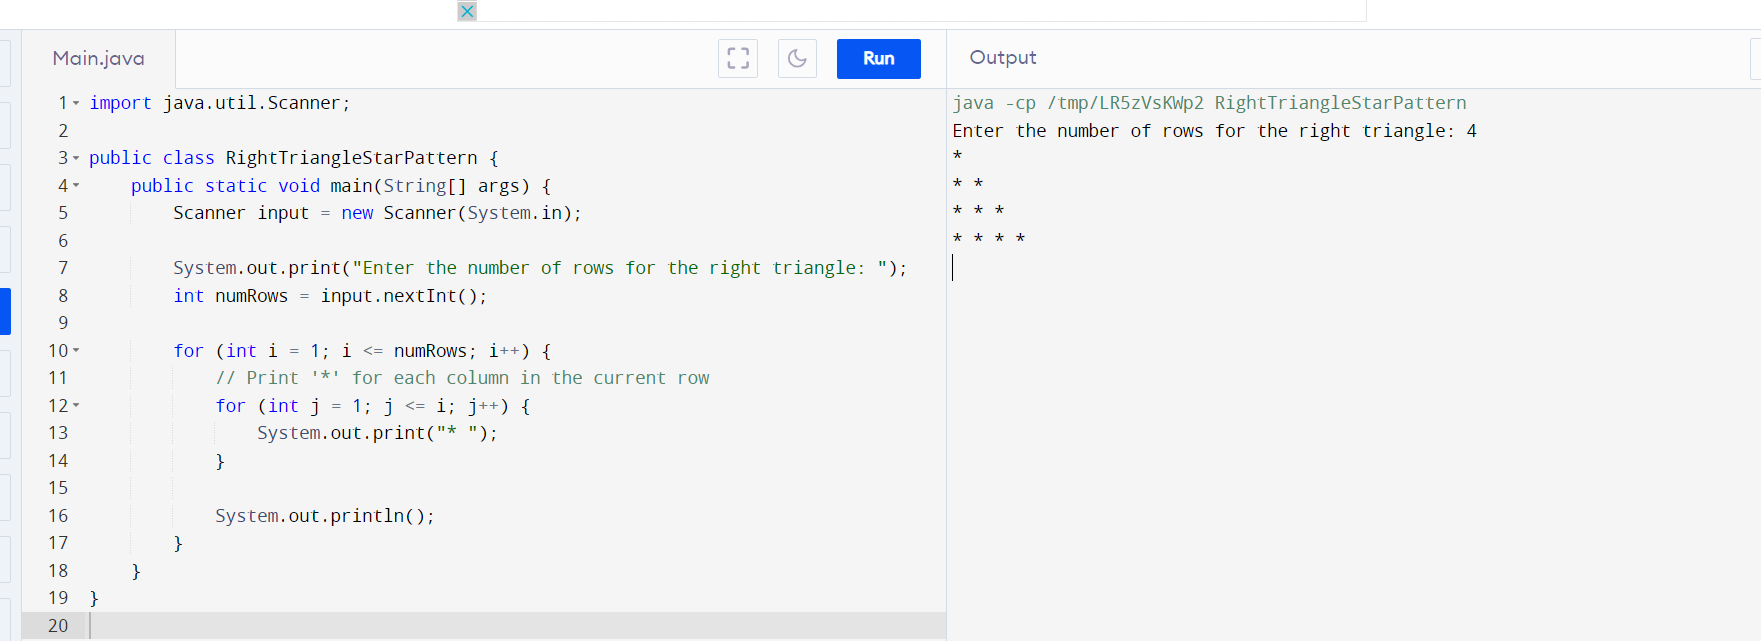 Main.java
Run
1 import java.util.Scanner;
2
3 public class RightTriangleStarPattern {
4     public static void main(String[] args) {
5         Scanner input = new Scanner(System.in);
6
7         System.out.print("Enter the number of rows for the right triangle: ");
8         int numRows = input.nextInt();
9
10         for (int i = 1; i <= numRows; i++) {
11             // Print '*' for each column in the current row
12             for (int j = 1; j <= i; j++) {
13                 System.out.print("* ");
14             }
15
16             System.out.println();
17         }
18     }
19 }
20
Output
java -cp /tmp/LR5zVsKWp2 RightTriangleStarPattern
Enter the number of rows for the right triangle: 4
*
* *
* * *
* * * *